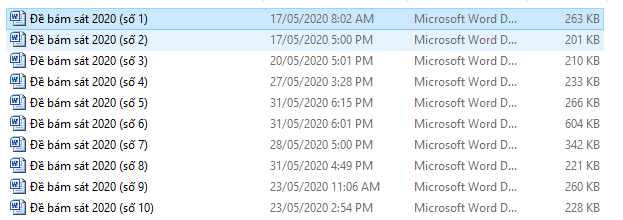 Đề bám sát 2020 (số 1) 17/05/2020 8:02 AM Microsoft Word D... 263 KB
Đề bám sát 2020 (số 2) 17/05/2020 5:00 PM Microsoft Word D... 201 KB
Đề bám sát 2020 (số 3) 20/05/2020 5:01 PM Microsoft Word D... 210 KB
Đề bám sát 2020 (số 4) 27/05/2020 3:28 PM Microsoft Word D... 233 KB
Đề bám sát 2020 (số 5) 31/05/2020 6:15 PM Microsoft Word D... 266 KB
Đề bám sát 2020 (số 6) 31/05/2020 6:01 PM Microsoft Word D... 604 KB
Đề bám sát 2020 (số 7) 28/05/2020 5:00 PM Microsoft Word D... 342 KB
Đề bám sát 2020 (số 8) 31/05/2020 4:49 PM Microsoft Word D... 221 KB
Đề bám sát 2020 (số 9) 23/05/2020 11:06 AM Microsoft Word D... 260 KB
Đề bám sát 2020 (số 10) 23/05/2020 2:54 PM Microsoft Word D... 228 KB